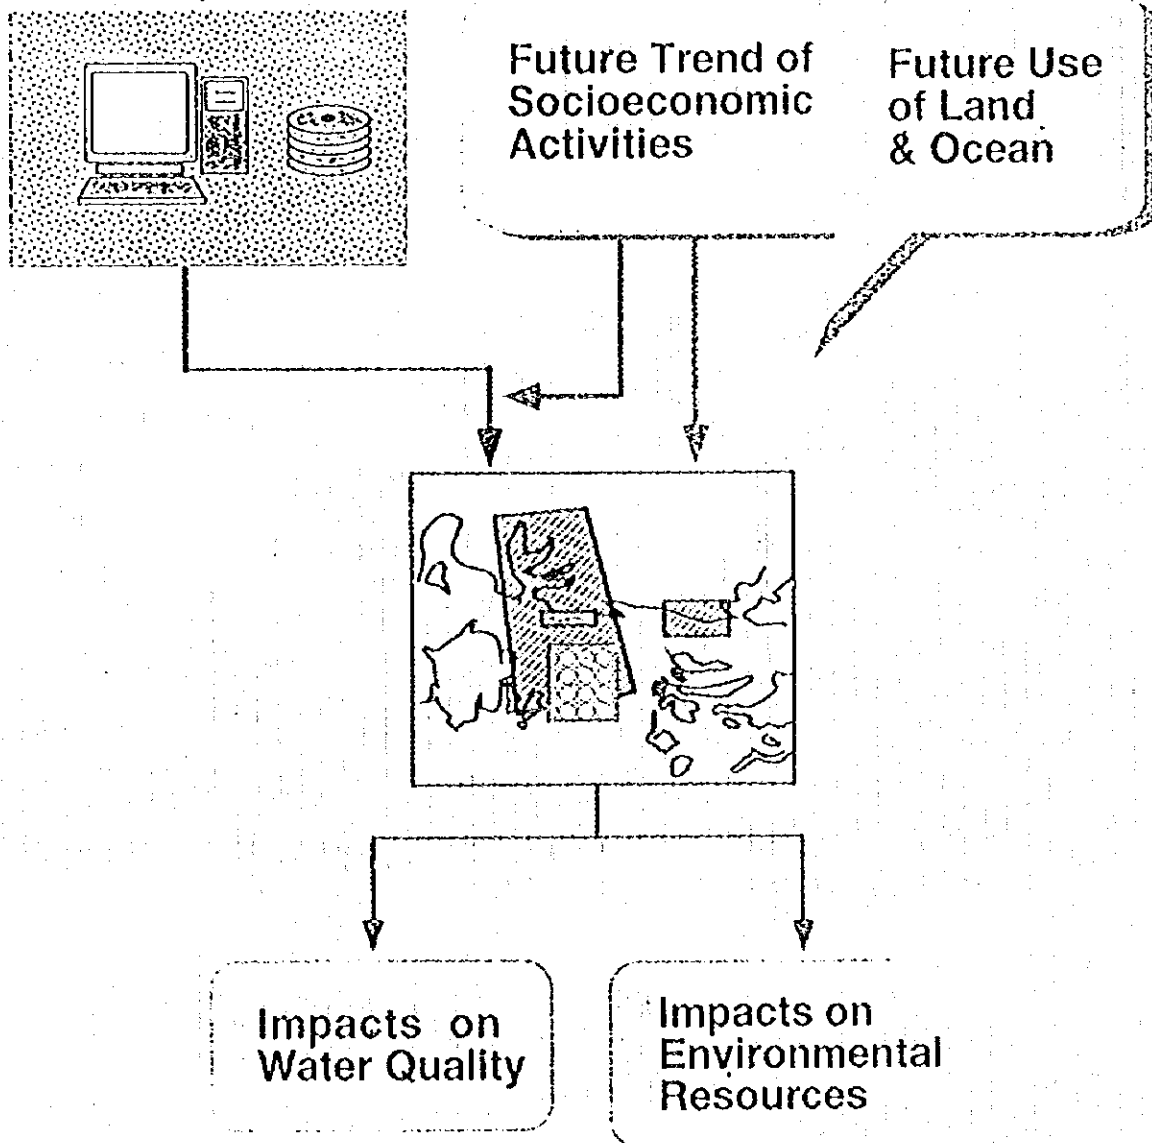 Future Trend of
Socioeconomic
Activities
Future Use
of Land
& Ocean
Impacts on
Water Quality
Impacts on
Environmental
Resources